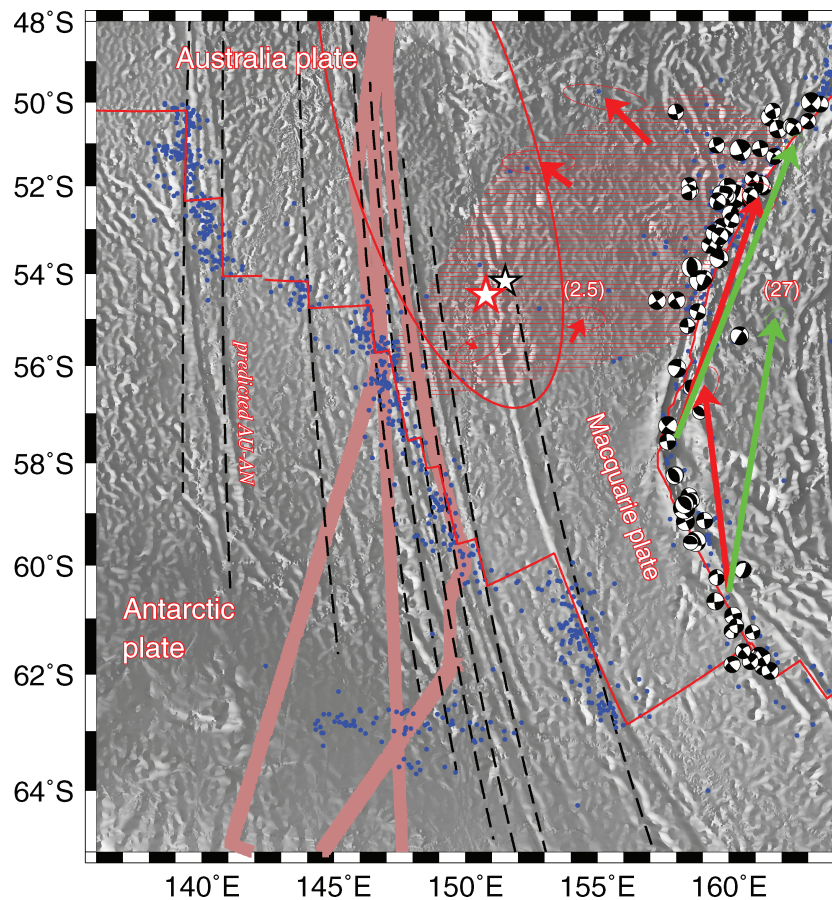 48°S
50°S
52°S
54°S
56°S
58°S
60°S
62°S
64°S
Australia plate
(2.5)
(27)
predicted AU-AN
Macquarie plate
Antarctic
plate
140°E
145°E
150°E
155°E
160°E